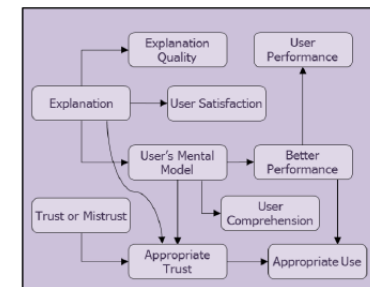 Explanation
Quality
User
Performance
Explanation
User Satisfaction
User's Mental
Model
Better
Performance
Trust or Mistrust
User
Comprehension
Appropriate
Trust
Appropriate Use